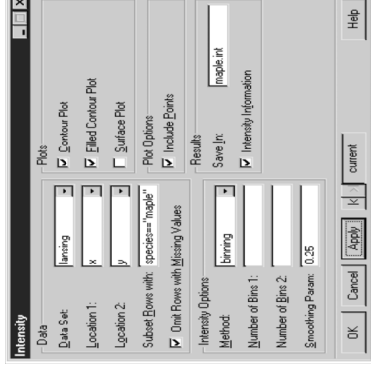 Intensity
Data
Data Set: lansing
Location 1: x
Location 2: y
Subset Rows with: species=="maple"
Omit Rows with Missing Values
Intensity Options
Method: binning
Number of Bins 1:
Number of Bins 2:
Smoothing Param: 0.25
Plots
Contour Plot
Filled Contour Plot
Surface Plot
Plot Options
Include Points
Results
Save In: maple.int
Intensity Information
OK Cancel Apply current Help